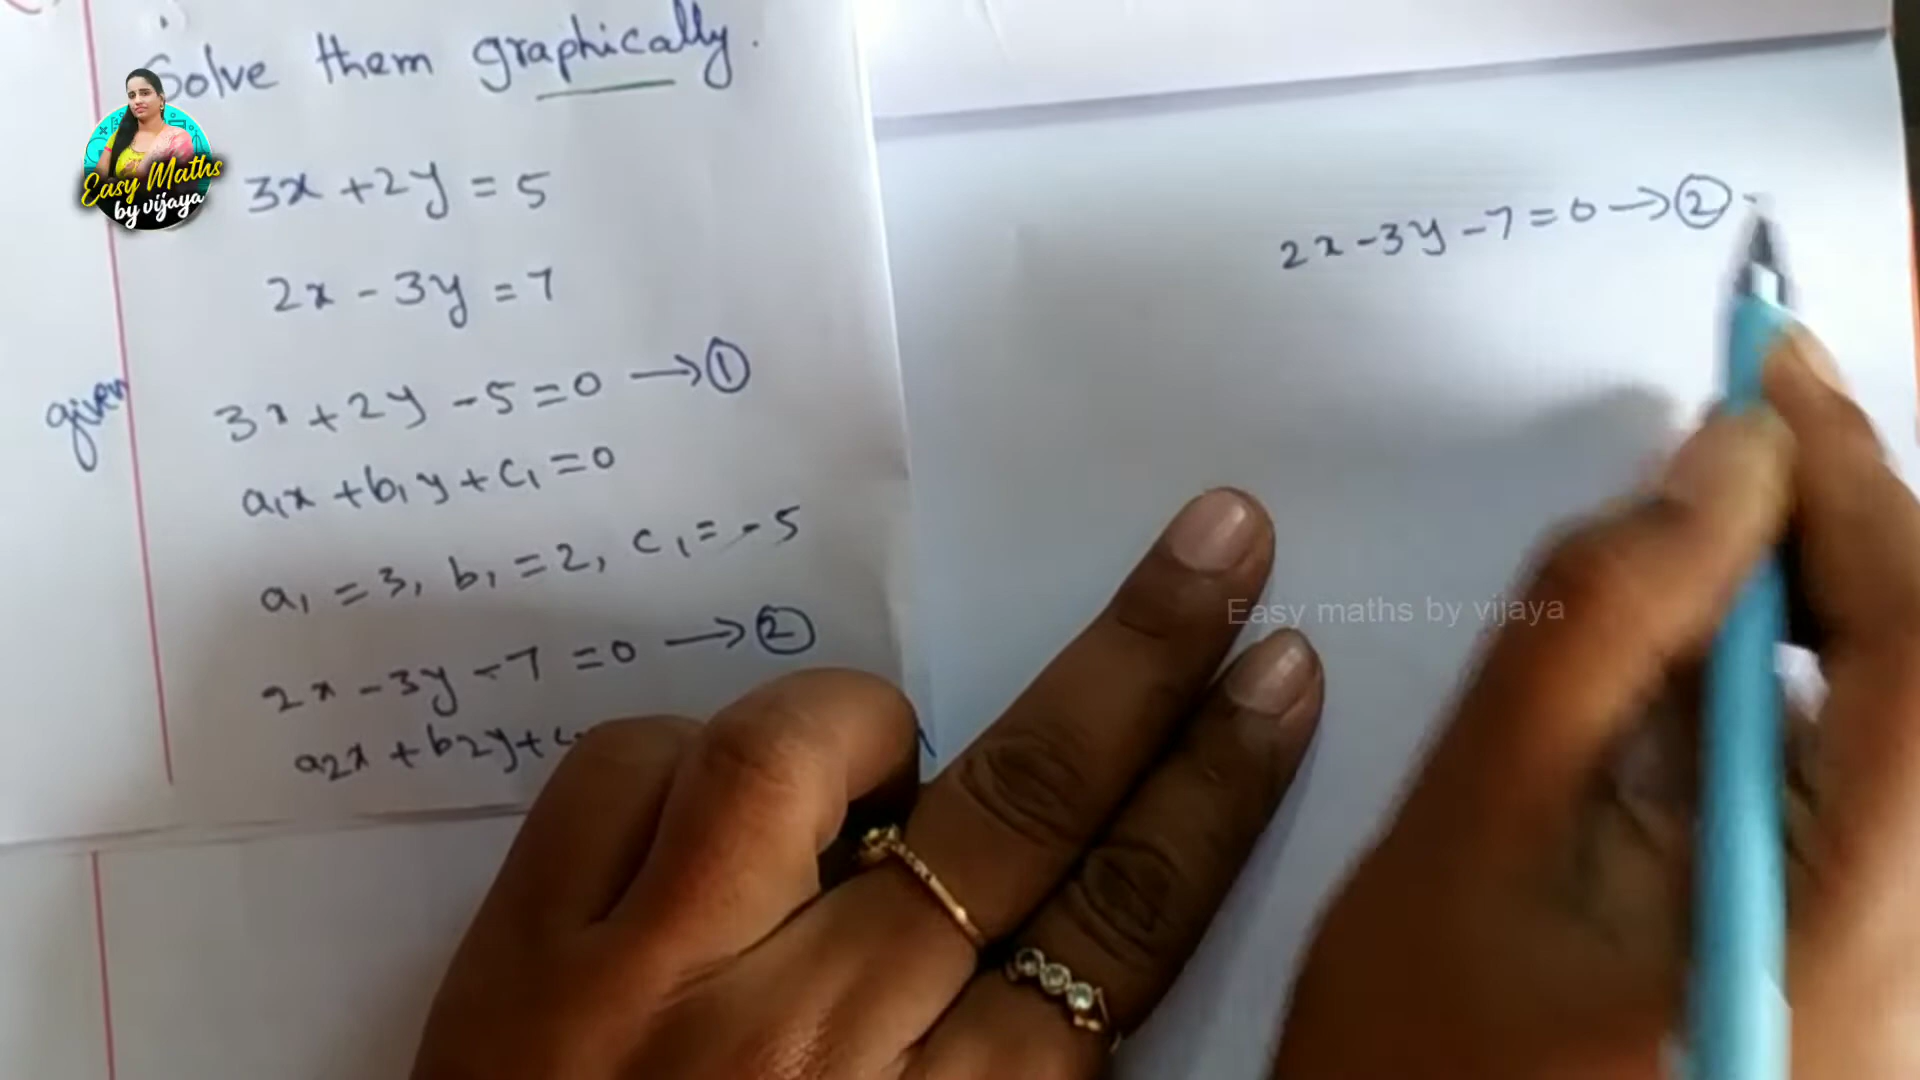 Solve them graphically.
Easy Maths
by vijaya
3x + 2y = 5
2x - 3y = 7
given
3x + 2y - 5 = 0 → ①
a₁x + b₁y + c₁ = 0
a₁ = 3, b₁ = 2, c₁ = -5
2x - 3y - 7 = 0 → ②
a₂x + b₂y +
2x - 3y - 7 = 0 → ②
Easy maths by vijaya